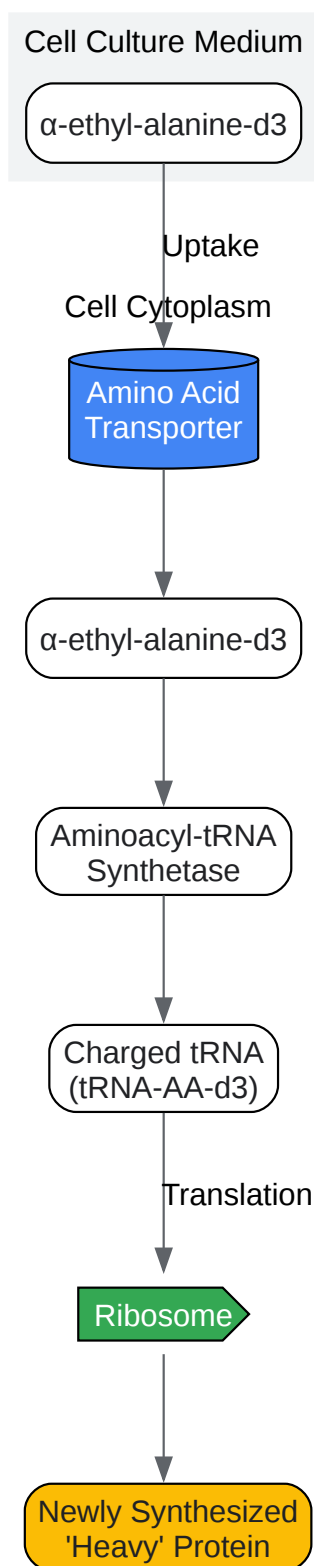 Cell Culture Medium
α-ethyl-alanine-d3
Uptake
Cell Cytoplasm
Amino Acid
Transporter
α-ethyl-alanine-d3
Aminoacyl-tRNA
Synthetase
Charged tRNA
(tRNA-AA-d3)
Translation
Ribosome
Newly Synthesized
'Heavy' Protein